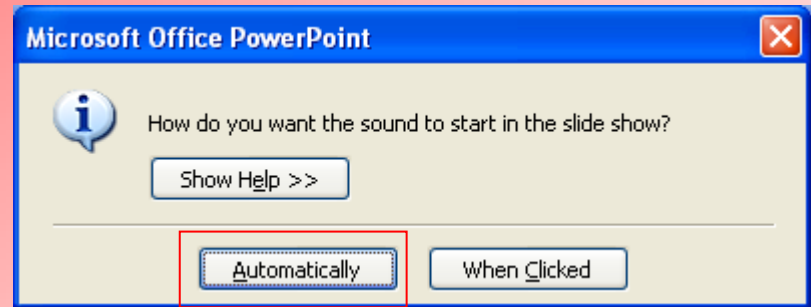 Microsoft Office PowerPoint
How do you want the sound to start in the slide show?
Show Help >>
Automatically
When Clicked